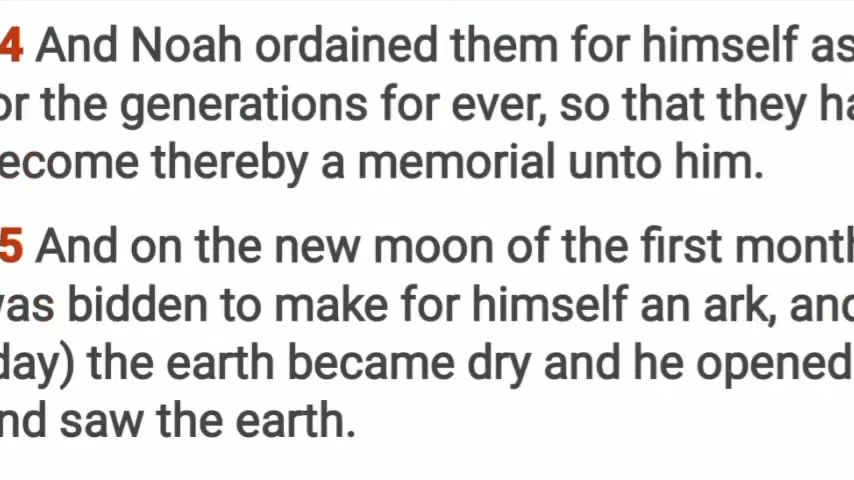 4 And Noah ordained them for himself as
or the generations for ever, so that they ha
ecome thereby a memorial unto him.
5 And on the new moon of the first month
was bidden to make for himself an ark, and
day) the earth became dry and he opened
nd saw the earth.